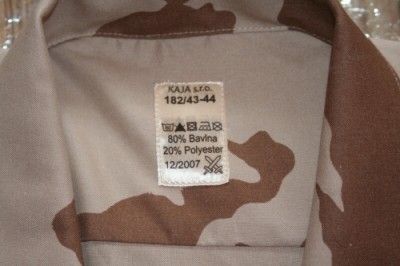 KAJA s.r.o.
182/43-44
80% Bavlna
20% Polyester
12/2007